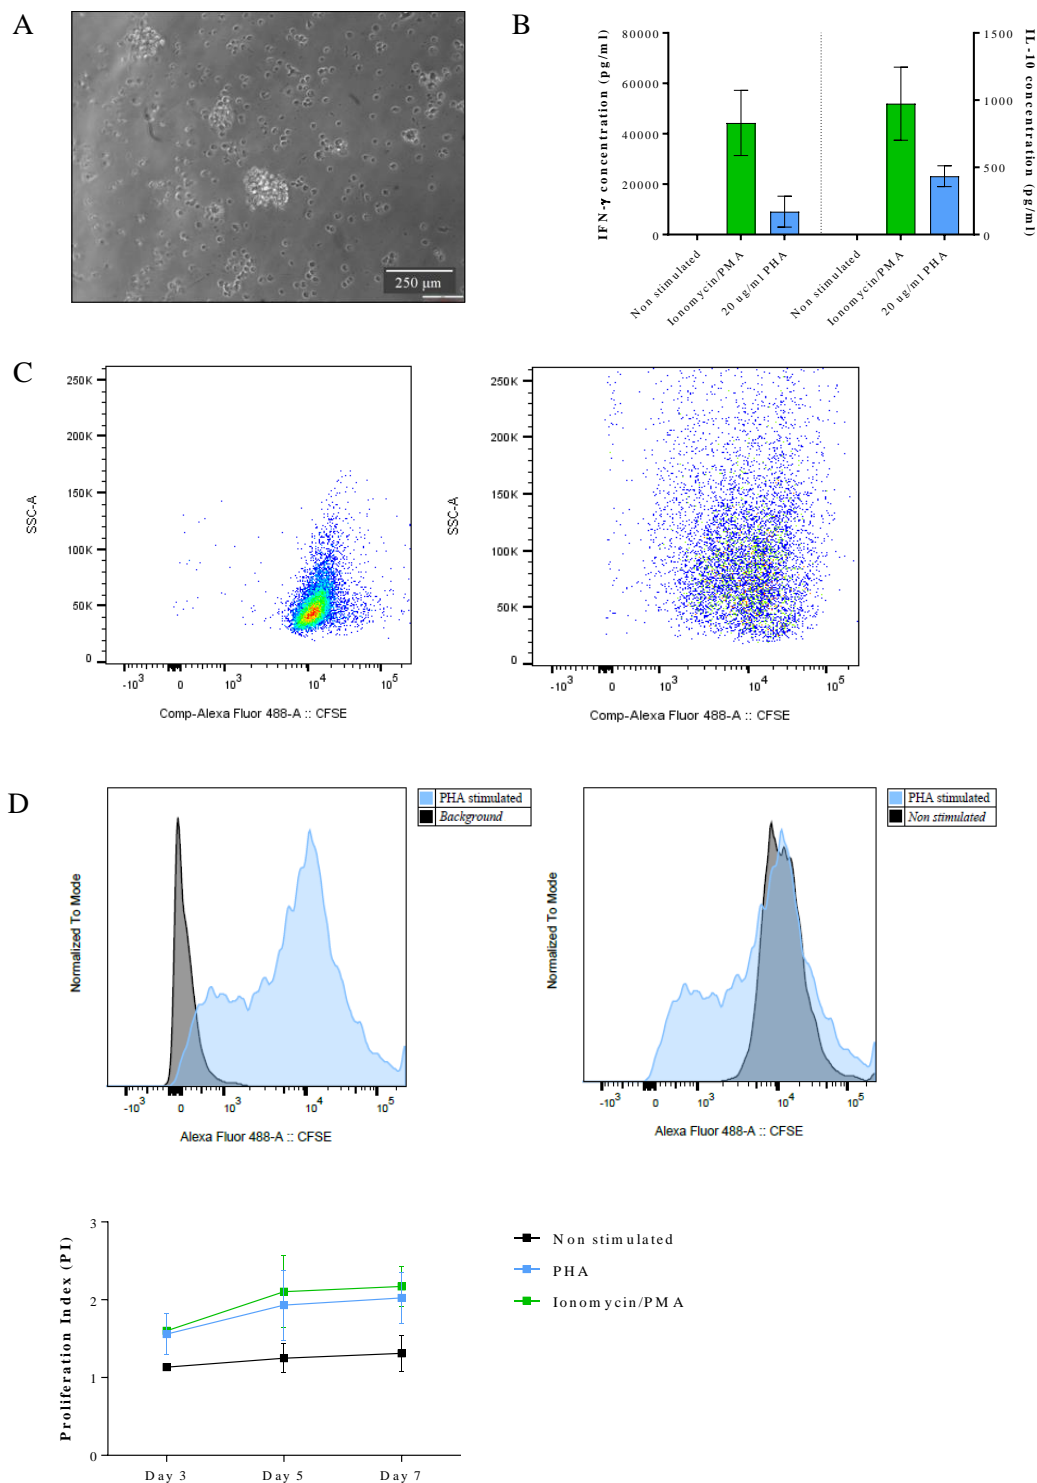 A
250 μm
B
IFN-γ concentration (pg/ml)
80000
60000
40000
20000
0
1500
1000
500
0
IL-10 concentration (pg/ml)
Non stimulated
Ionomycin/PMA
20 ug/ml PHA
Non stimulated
Ionomycin/PMA
20 ug/ml PHA
C
SSC-A
250K
200K
150K
100K
50K
0
-10³ 0 10³ 10⁴ 10⁵
Comp-Alexa Fluor 488-A :: CFSE
SSC-A
250K
200K
150K
100K
50K
0
-10³ 0 10³ 10⁴ 10⁵
Comp-Alexa Fluor 488-A :: CFSE
D
PHA stimulated
Background
Normalized To Mode
-10³ 0 10³ 10⁴ 10⁵
Alexa Fluor 488-A :: CFSE
PHA stimulated
Non stimulated
Normalized To Mode
-10³ 0 10³ 10⁴ 10⁵
Alexa Fluor 488-A :: CFSE
Proliferation Index (PI)
3
2
1
0
Day 3 Day 5 Day 7
Non stimulated
PHA
Ionomycin/PMA